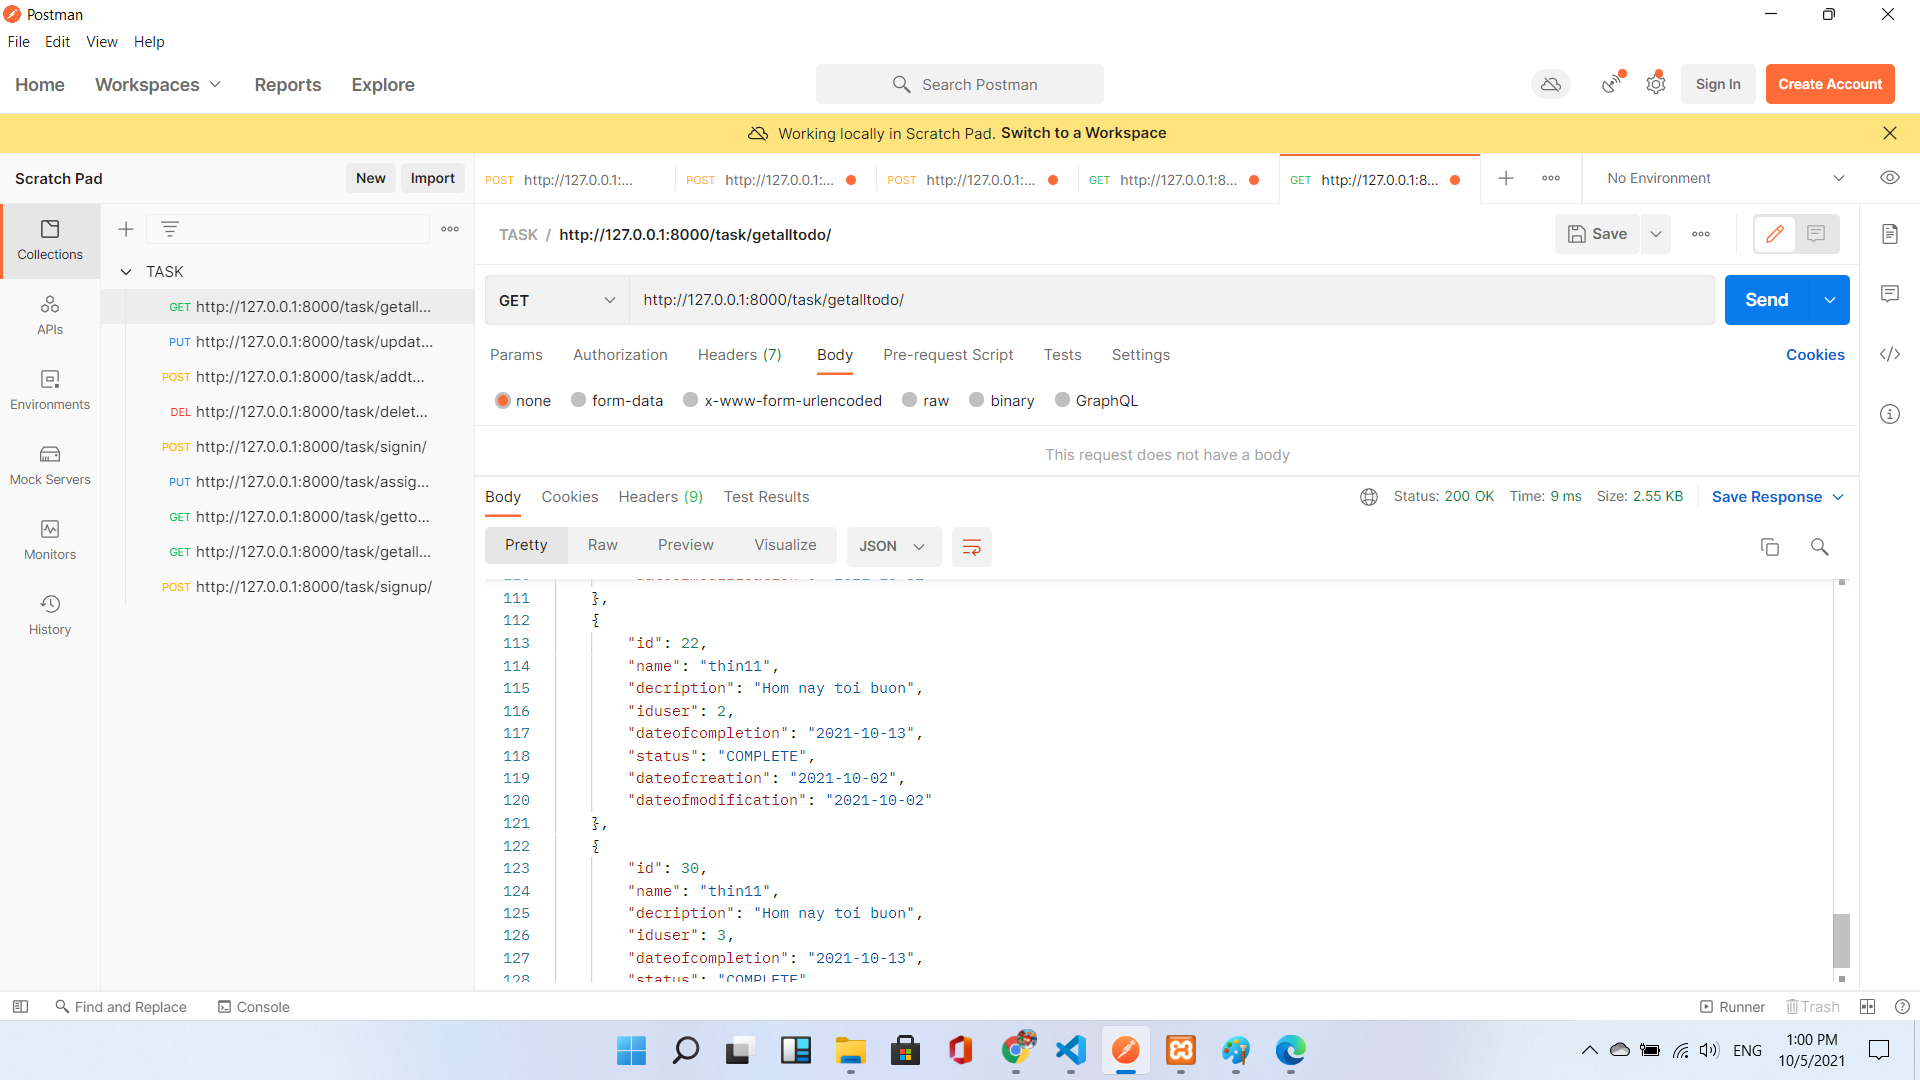 Postman
File Edit View Help
Home Workspaces Reports Explore
Search Postman
Sign In Create Account
Working locally in Scratch Pad. Switch to a Workspace
Scratch Pad New Import
POST http://127.0.0.1:... POST http://127.0.0.1:... POST http://127.0.0.1:... GET http://127.0.0.1:8... GET http://127.0.0.1:8...
No Environment
Collections
APIs
Environments
Mock Servers
Monitors
History
TASK
GET http://127.0.0.1:8000/task/getall...
PUT http://127.0.0.1:8000/task/updat...
POST http://127.0.0.1:8000/task/addt...
DEL http://127.0.0.1:8000/task/delet...
POST http://127.0.0.1:8000/task/signin/
PUT http://127.0.0.1:8000/task/assig...
GET http://127.0.0.1:8000/task/getto...
GET http://127.0.0.1:8000/task/getall...
POST http://127.0.0.1:8000/task/signup/
TASK / http://127.0.0.1:8000/task/getalltodo/
Save
GET http://127.0.0.1:8000/task/getalltodo/ Send
Params Authorization Headers (7) Body Pre-request Script Tests Settings Cookies
none form-data x-www-form-urlencoded raw binary GraphQL
This request does not have a body
Body Cookies Headers (9) Test Results Status: 200 OK Time: 9 ms Size: 2.55 KB Save Response
Pretty Raw Preview Visualize JSON
111 },
112 {
113 "id": 22,
114 "name": "thin11",
115 "decription": "Hom nay toi buon",
116 "iduser": 2,
117 "dateofcompletion": "2021-10-13",
118 "status": "COMPLETE",
119 "dateofcreation": "2021-10-02",
120 "dateofmodification": "2021-10-02"
121 },
122 {
123 "id": 30,
124 "name": "thin11",
125 "decription": "Hom nay toi buon",
126 "iduser": 3,
127 "dateofcompletion": "2021-10-13",
128 "status": "COMPLETE"
Find and Replace Console Runner Trash
ENG
1:00 PM
10/5/2021